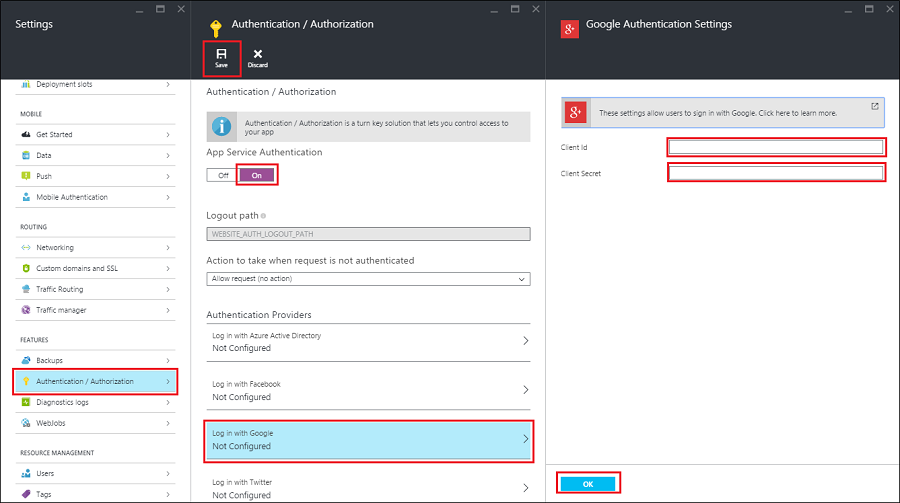 Settings
Deployment slots
MOBILE
Get Started
Data
Push
Mobile Authentication
ROUTING
Networking
Custom domains and SSL
Traffic Routing
Traffic manager
FEATURES
Backups
Authentication / Authorization
Diagnostics logs
WebJobs
RESOURCE MANAGEMENT
Users
Tags
Authentication / Authorization
Save
Discard
Authentication / Authorization
Authentication / Authorization is a turn key solution that lets you control access to
your app
App Service Authentication
Off
On
Logout path
WEBSITE_AUTH_LOGOUT_PATH
Action to take when request is not authenticated
Allow request (no action)
Authentication Providers
Log in with Azure Active Directory
Not Configured
Log in with Facebook
Not Configured
Log in with Google
Not Configured
Log in with Twitter
Not Configured
g+
Google Authentication Settings
g+
These settings allow users to sign in with Google. Click here to learn more.
Client Id
Client Secret
OK